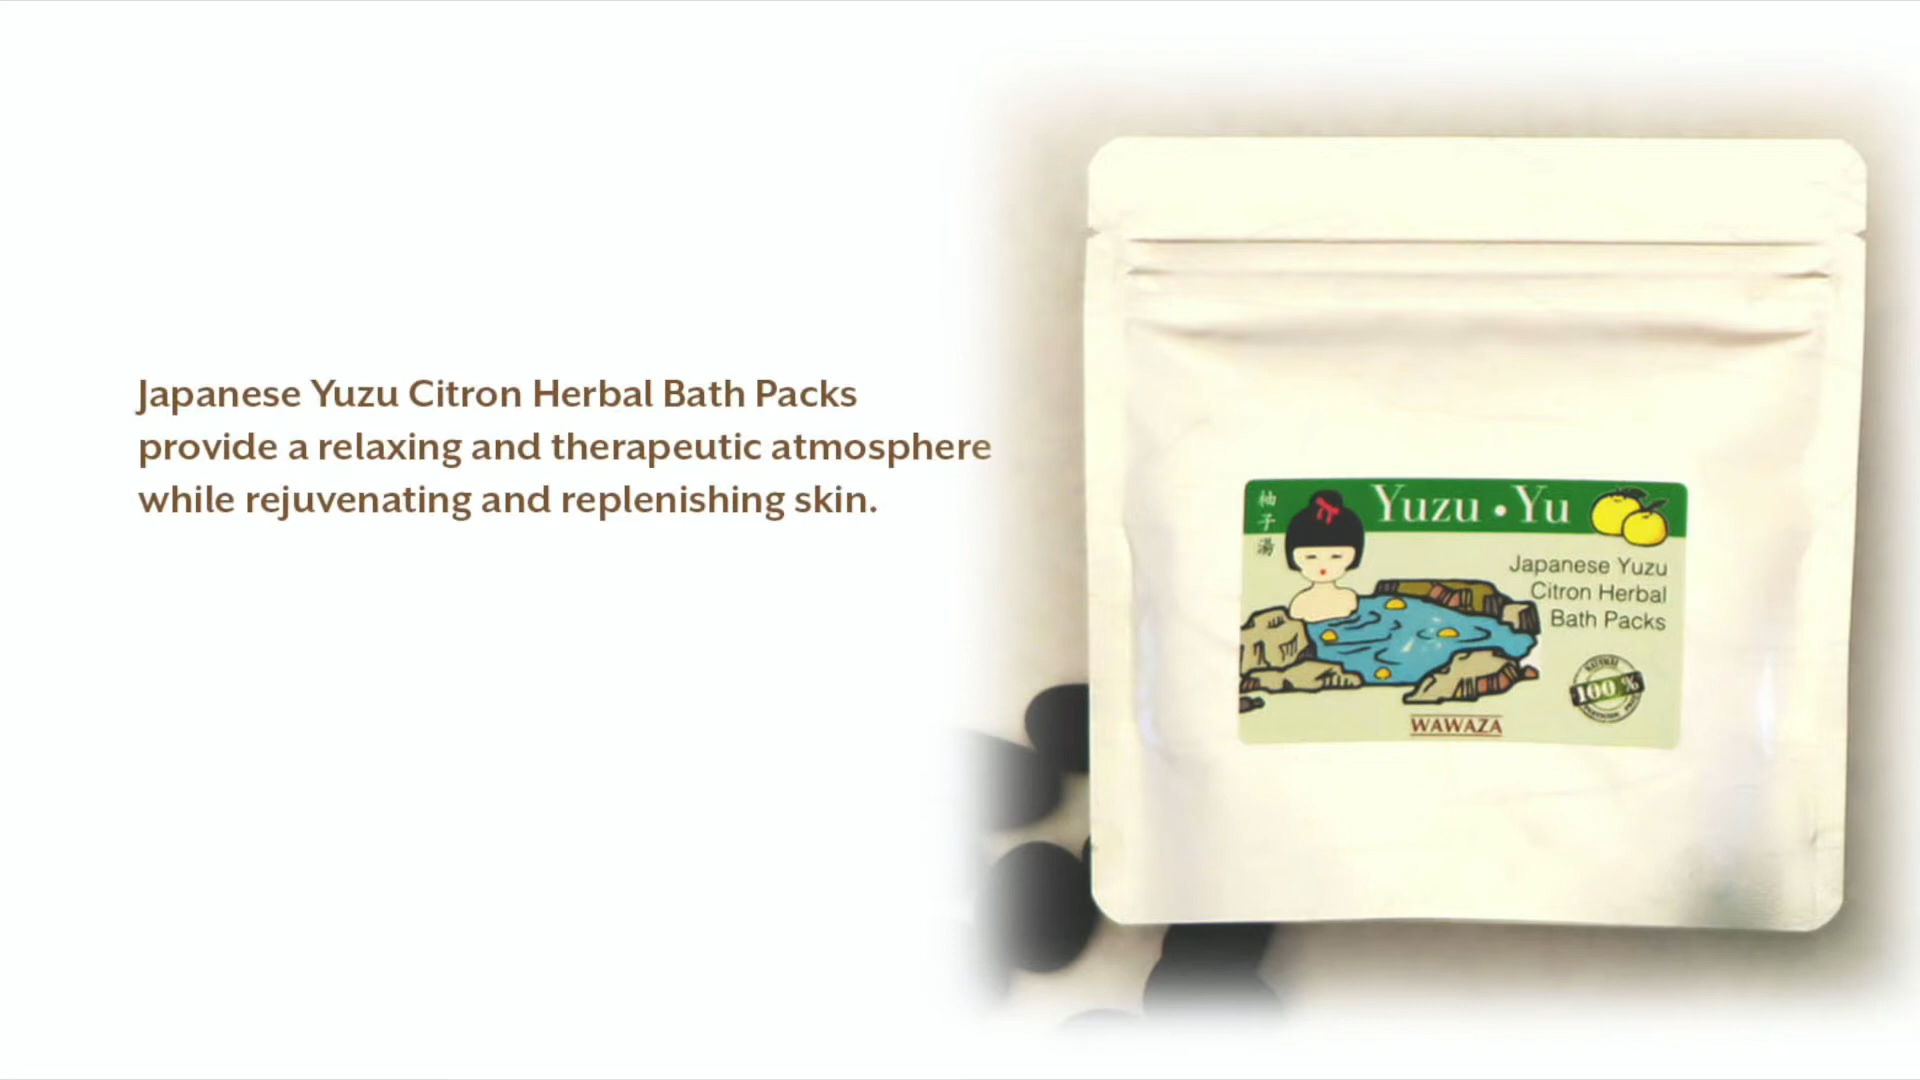 Japanese Yuzu Citron Herbal Bath Packs
provide a relaxing and therapeutic atmosphere
while rejuvenating and replenishing skin.
柚子湯
Yuzu • Yu
Japanese Yuzu
Citron Herbal
Bath Packs
NATURAL
100 %
WAWAZA